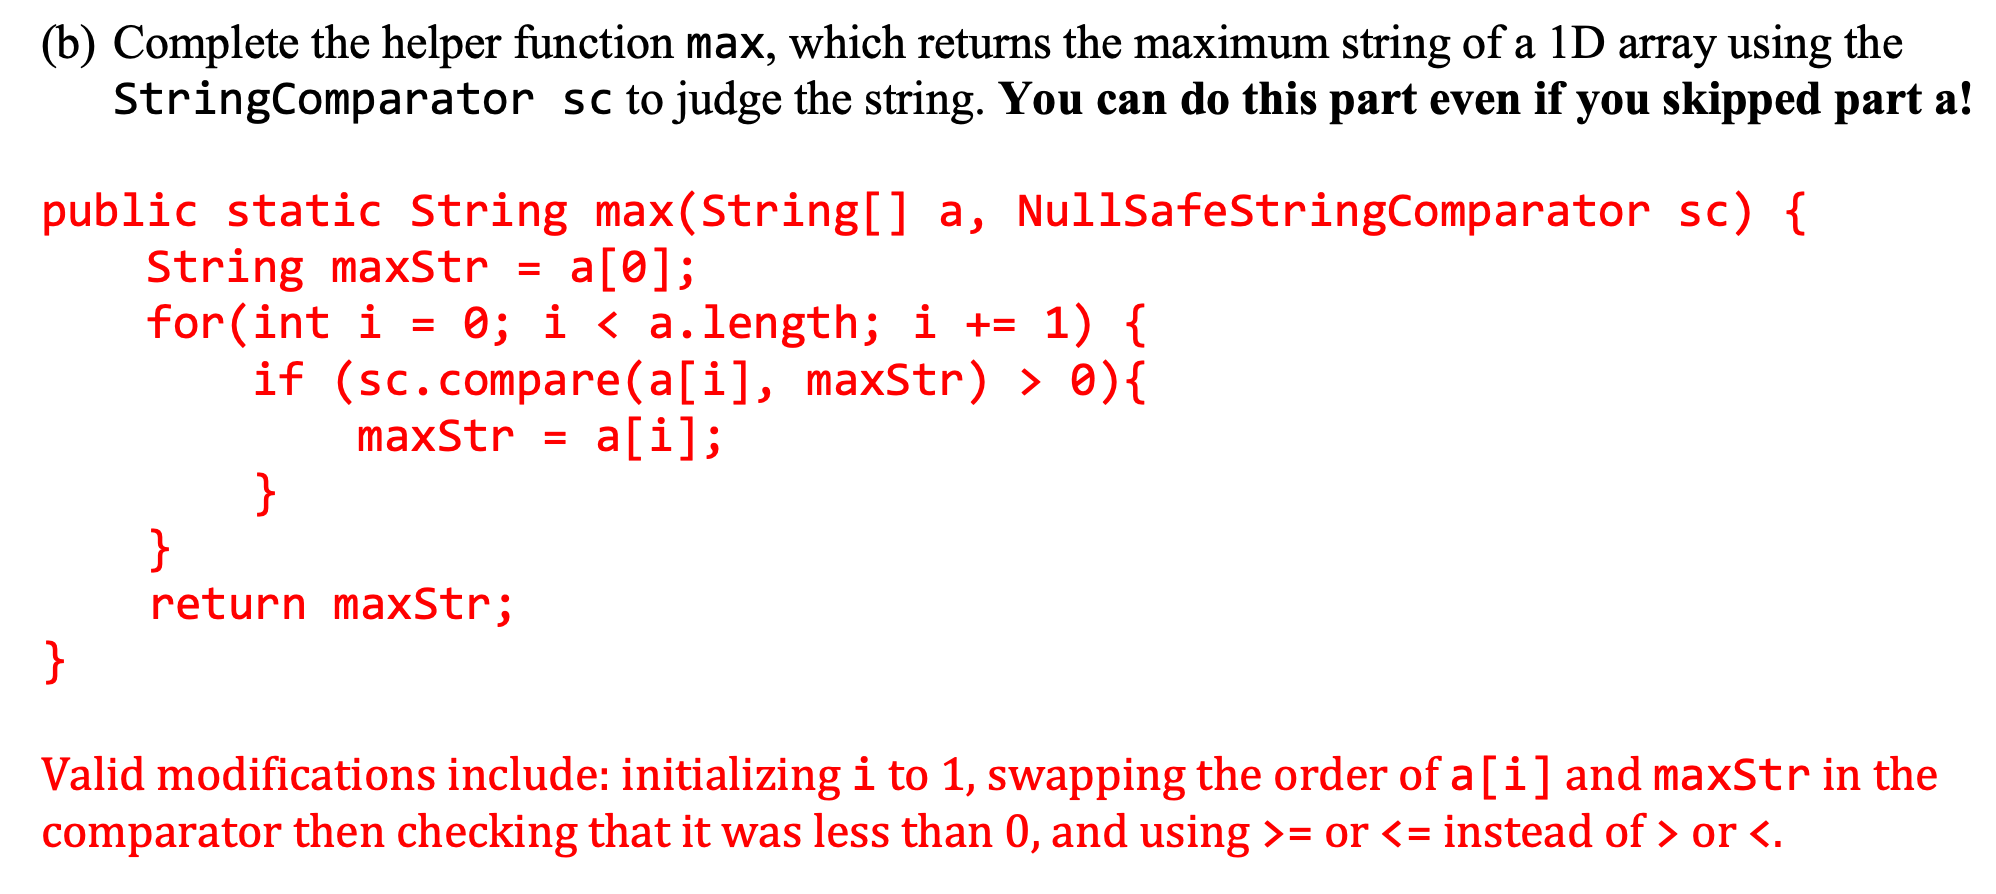 (b) Complete the helper function max, which returns the maximum string of a 1D array using the
StringComparator sc to judge the string. You can do this part even if you skipped part a!
public static String max(String[] a, NullSafeStringComparator sc) {
    String maxStr = a[0];
    for(int i = 0; i < a.length; i += 1) {
        if (sc.compare(a[i], maxStr) > 0){
            maxStr = a[i];
        }
    }
    return maxStr;
}
Valid modifications include: initializing i to 1, swapping the order of a[i] and maxStr in the
comparator then checking that it was less than 0, and using >= or <= instead of > or <.